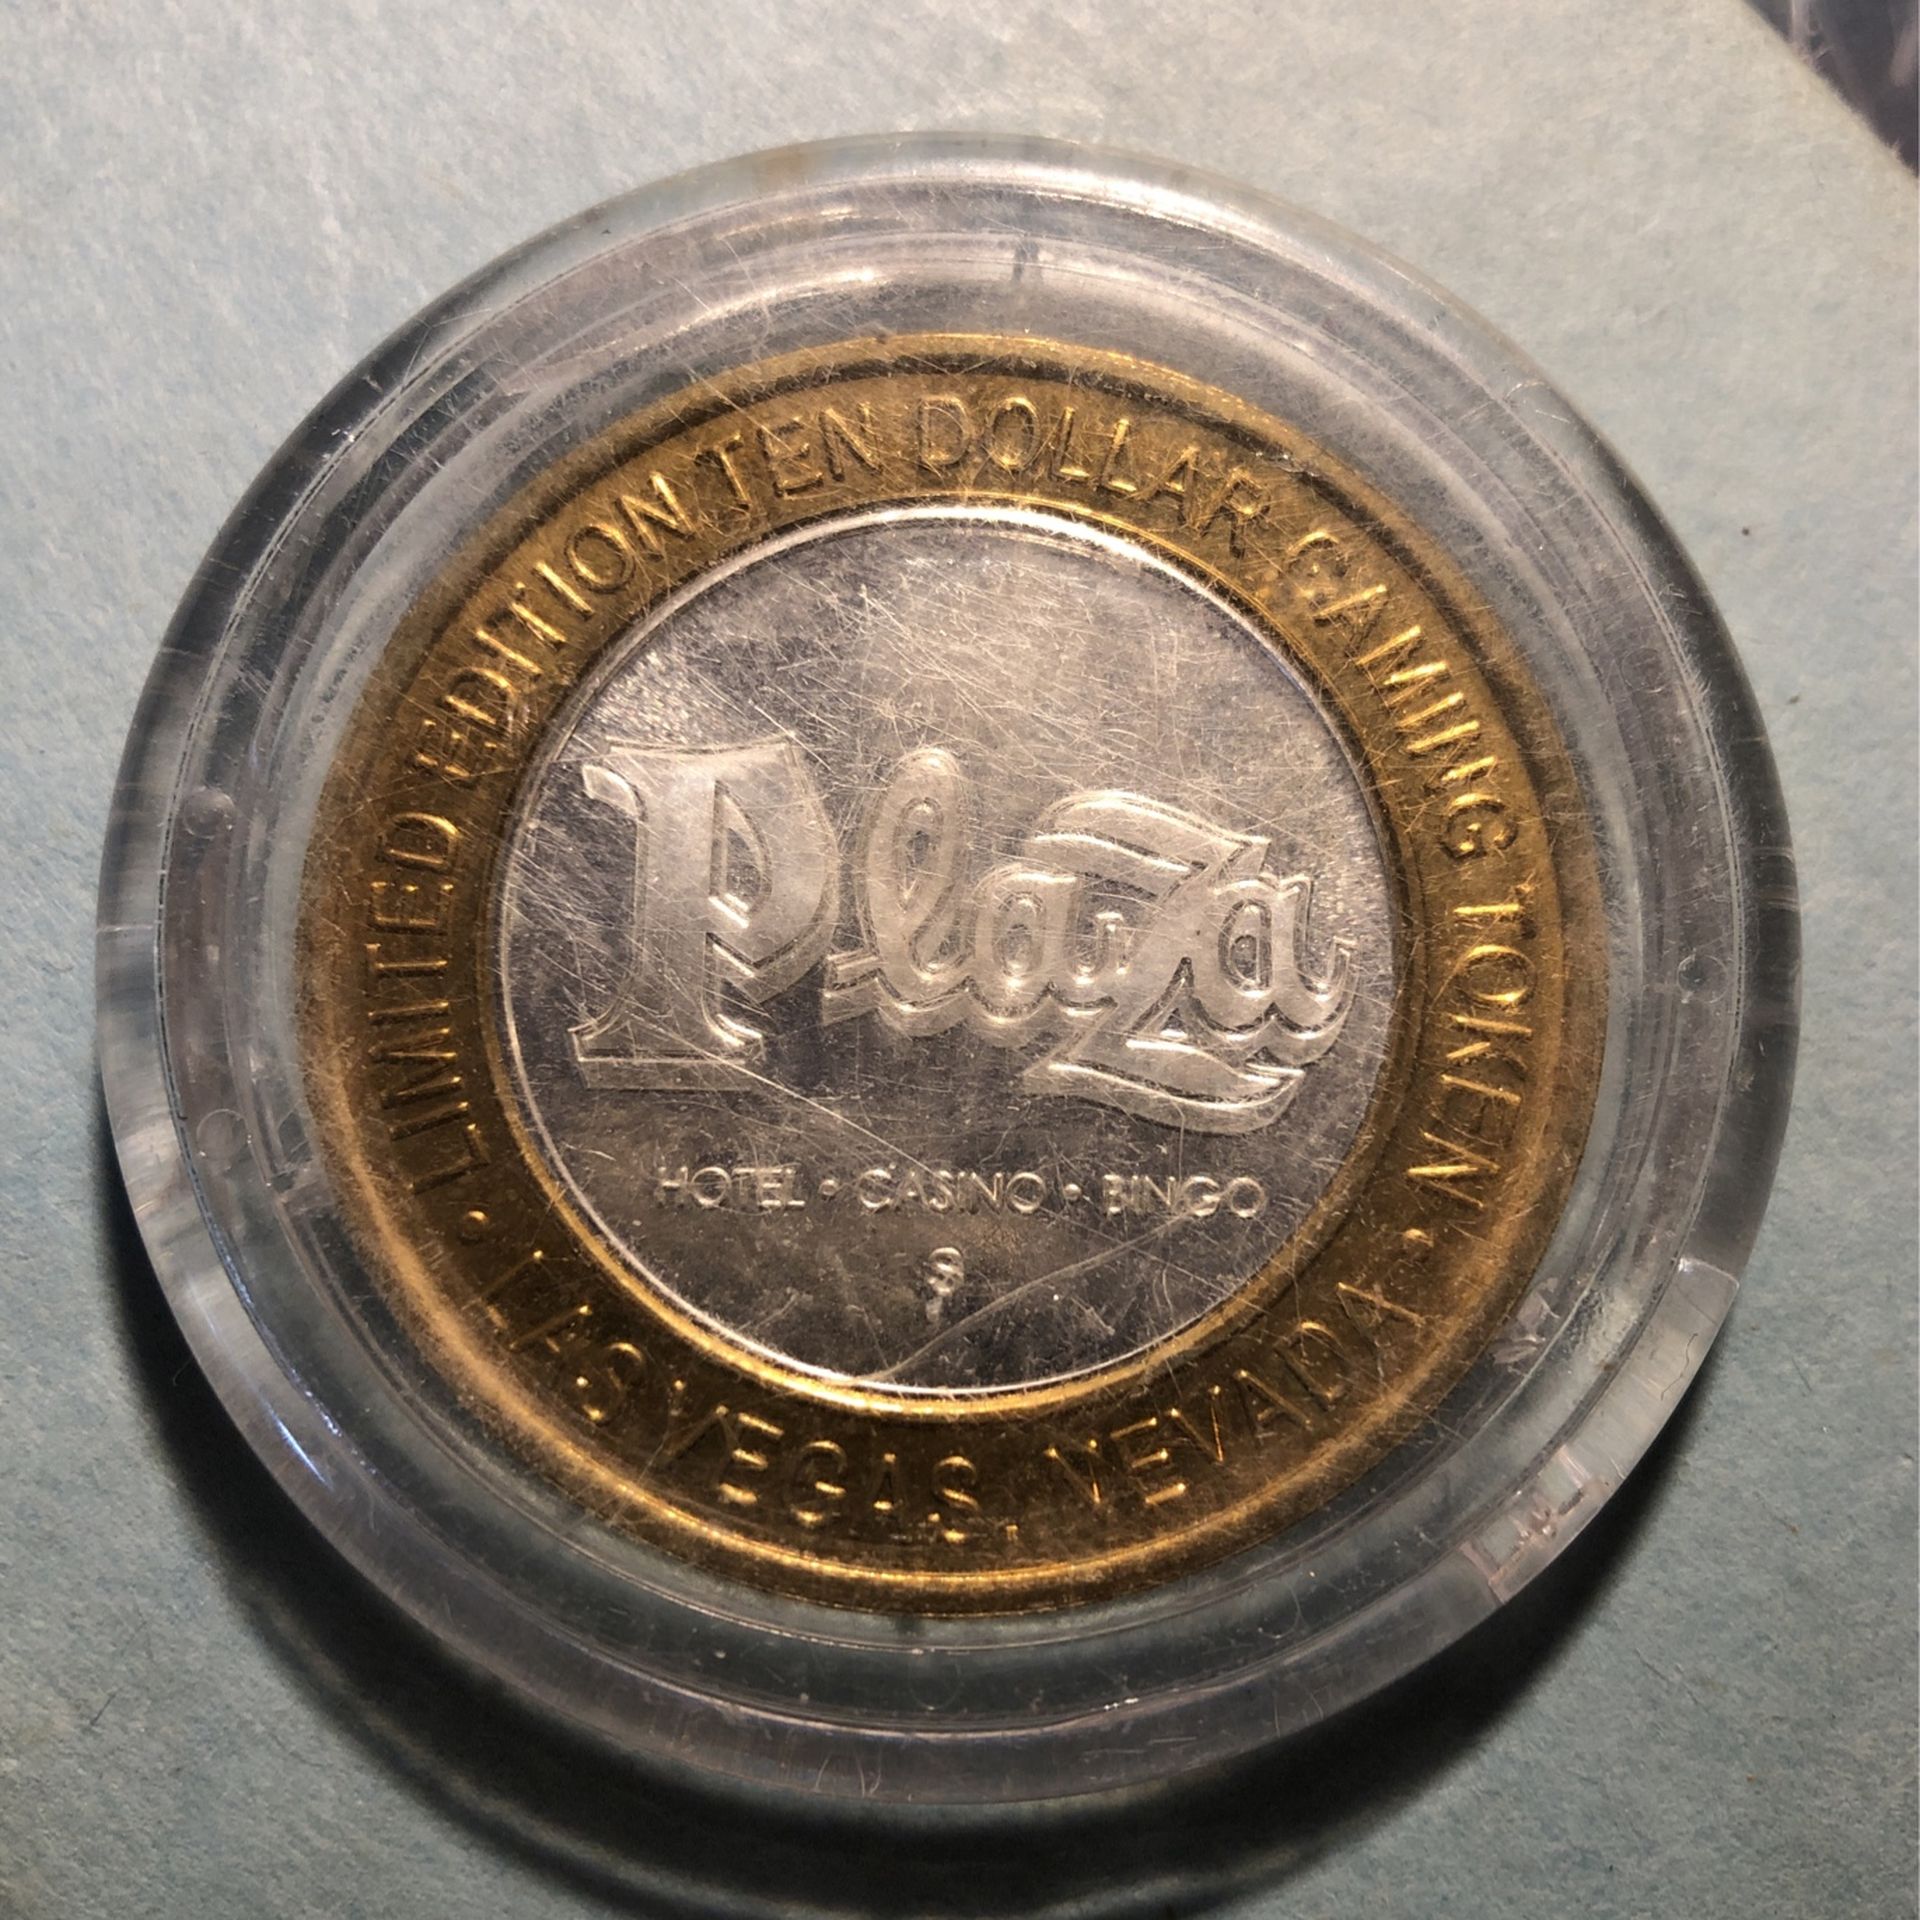 LIMITED EDITION TEN DOLLAR GAMING TOKEN
Plaza
HOTEL • CASINO • BINGO
S
• LAS VEGAS, NEVADA •